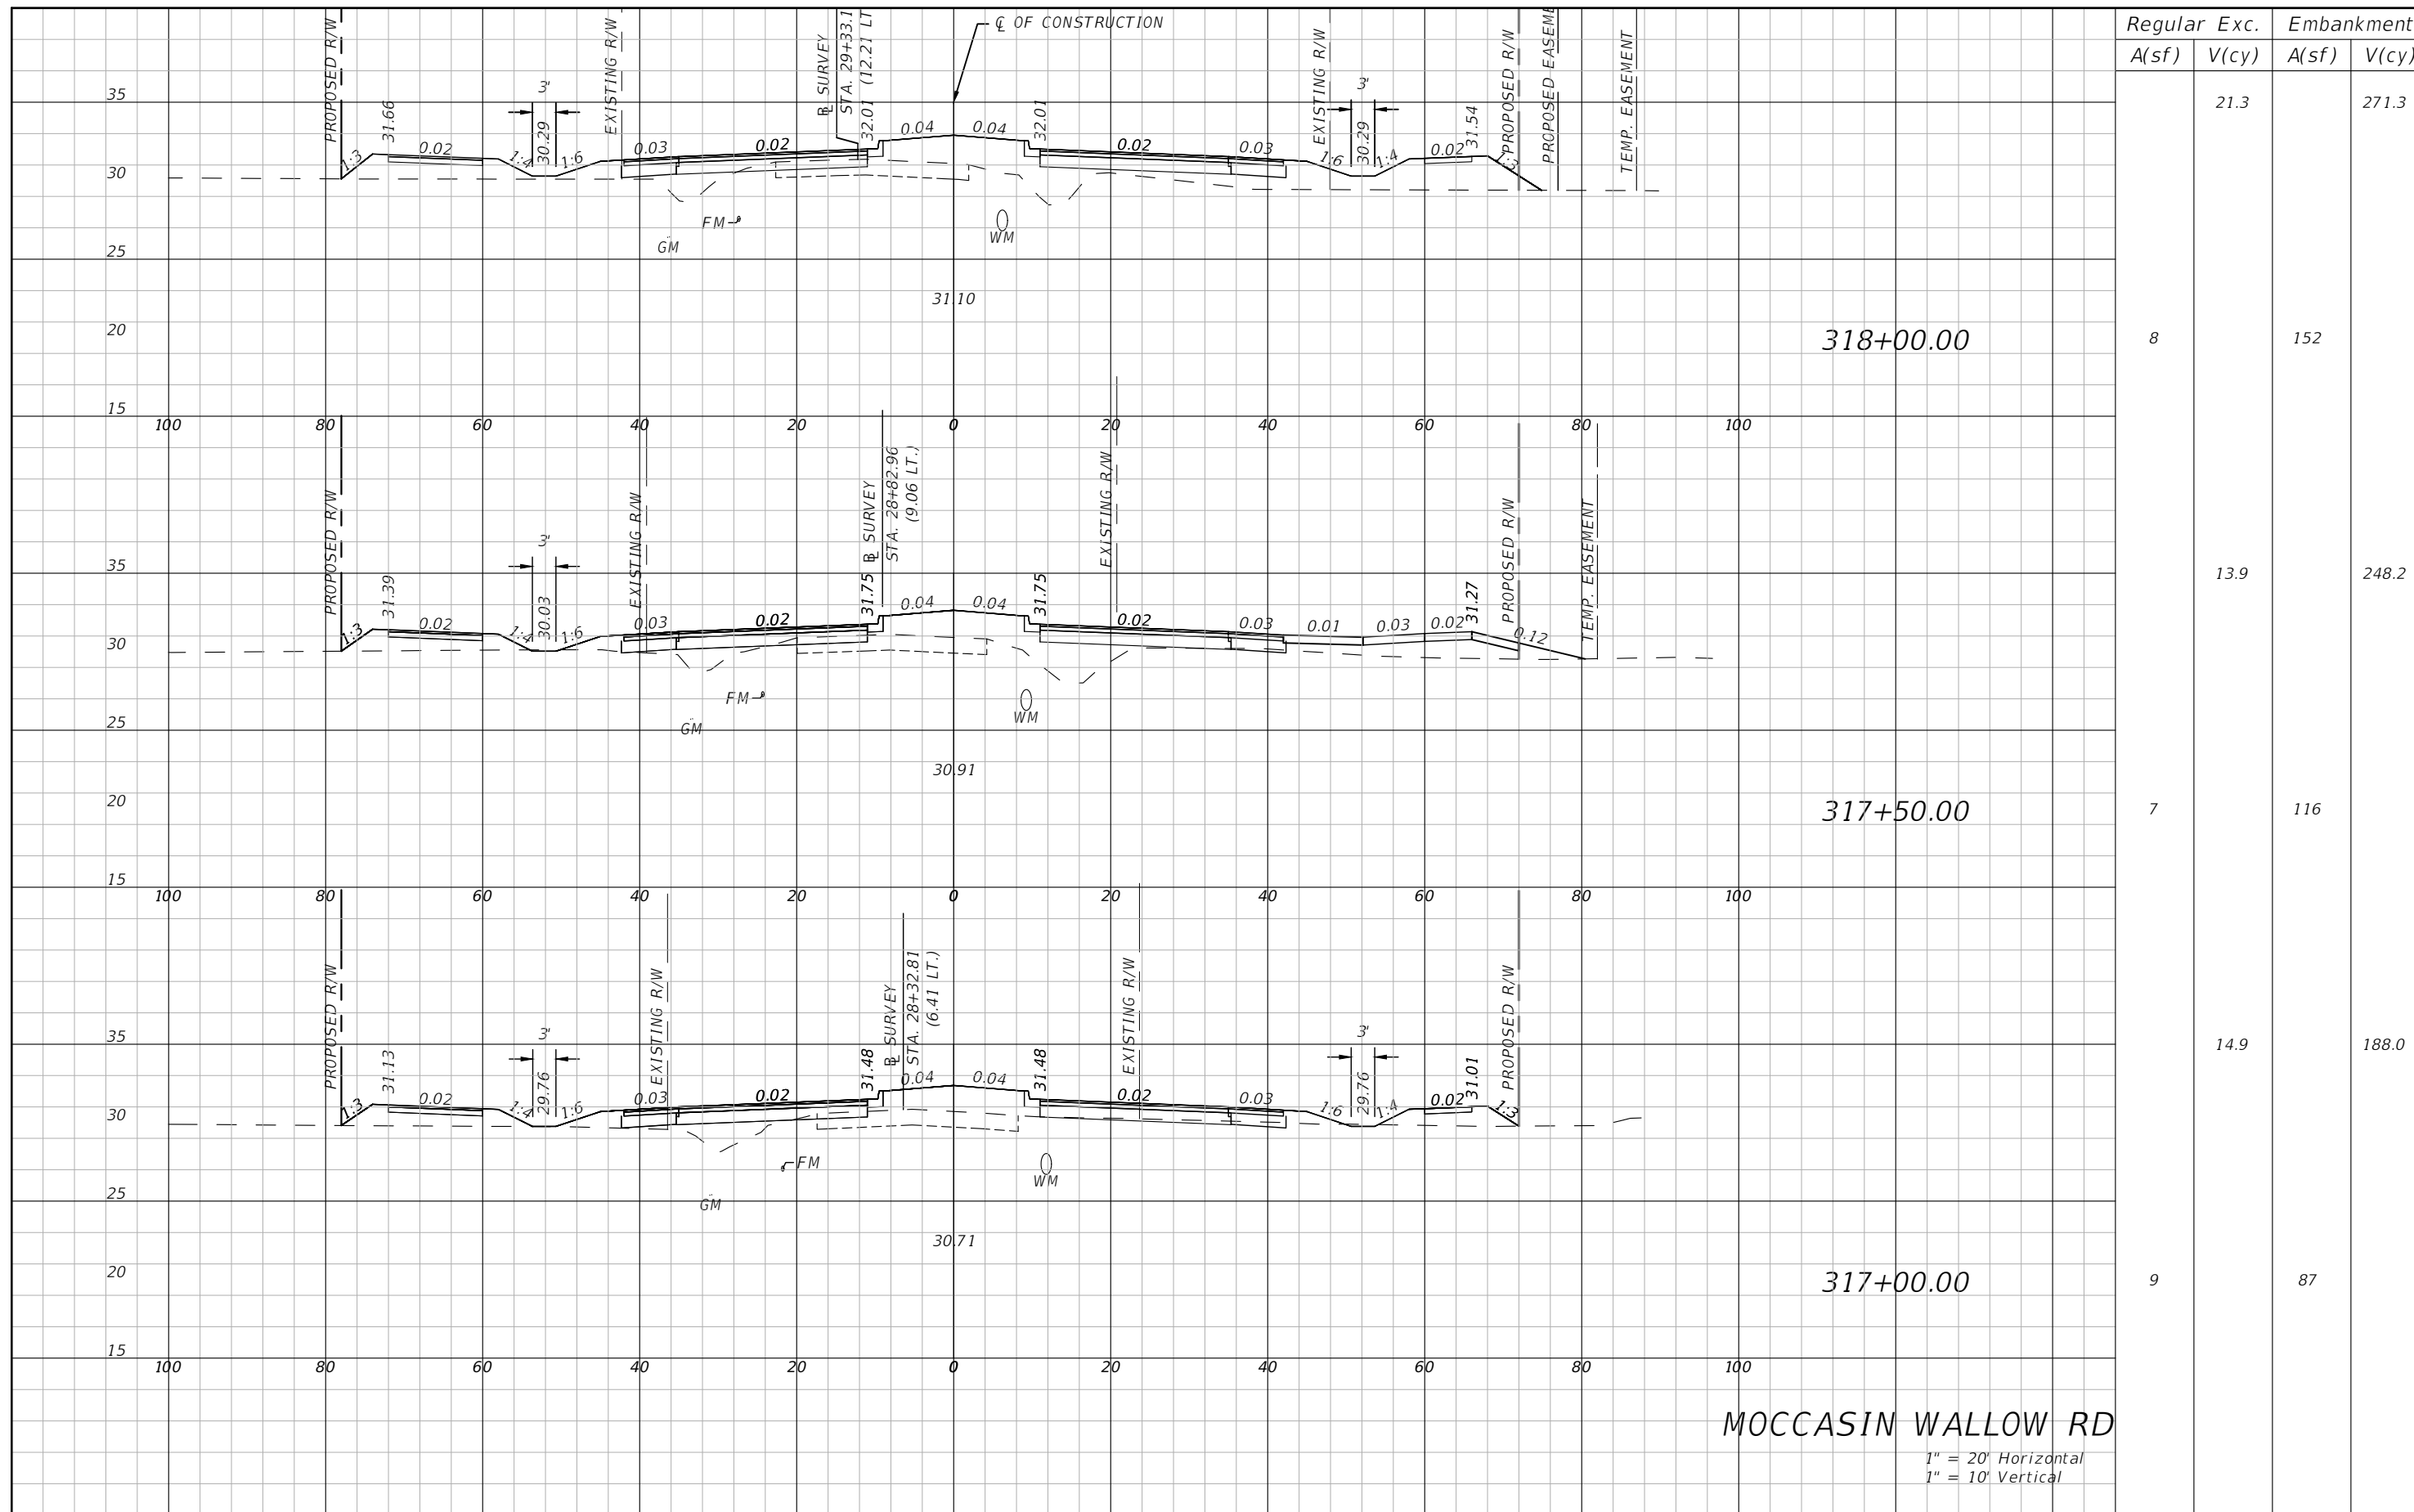 Regular Exc. Embankment
A(sf) V(cy) A(sf) V(cy)
℄ OF CONSTRUCTION
PROPOSED R/W
EXISTING R/W
℄ SURVEY
STA. 29+33.1
(12.21 LT
EXISTING R/W
PROPOSED R/W
PROPOSED EASEME
TEMP. EASEMENT
21.3 271.3
35
31.66 3' 30.29 32.01 32.01 3' 30.29 31.54
1:3 0.02 1:4 1:6 0.03 0.02 0.04 0.04 0.02 0.03 1:6 1:4 0.02 1:3
30
FM
GM
WM
25
31.10
20
318+00.00 8 152
15
100 80 60 40 20 0 20 40 60 80 100
PROPOSED R/W
EXISTING R/W
℄ SURVEY
STA. 28+82.96
(9.06 LT.)
EXISTING R/W
PROPOSED R/W
TEMP. EASEMENT
13.9 248.2
35
31.39 3' 30.03 31.75 31.75 31.27
1:3 0.02 1:4 1:6 0.03 0.02 0.04 0.04 0.02 0.03 0.01 0.03 0.02 0.12
30
FM
GM
WM
25
30.91
20
317+50.00 7 116
15
100 80 60 40 20 0 20 40 60 80 100
PROPOSED R/W
EXISTING R/W
℄ SURVEY
STA. 28+32.81
(6.41 LT.)
EXISTING R/W
PROPOSED R/W
14.9 188.0
35
31.13 3' 29.76 31.48 31.48 3' 29.76 31.01
1:3 0.02 1:4 1:6 0.03 0.02 0.04 0.04 0.02 0.03 1:6 1:4 0.02 1:3
30
FM
GM
WM
25
30.71
20
317+00.00 9 87
15
100 80 60 40 20 0 20 40 60 80 100
MOCCASIN WALLOW RD
1" = 20' Horizontal
1" = 10' Vertical